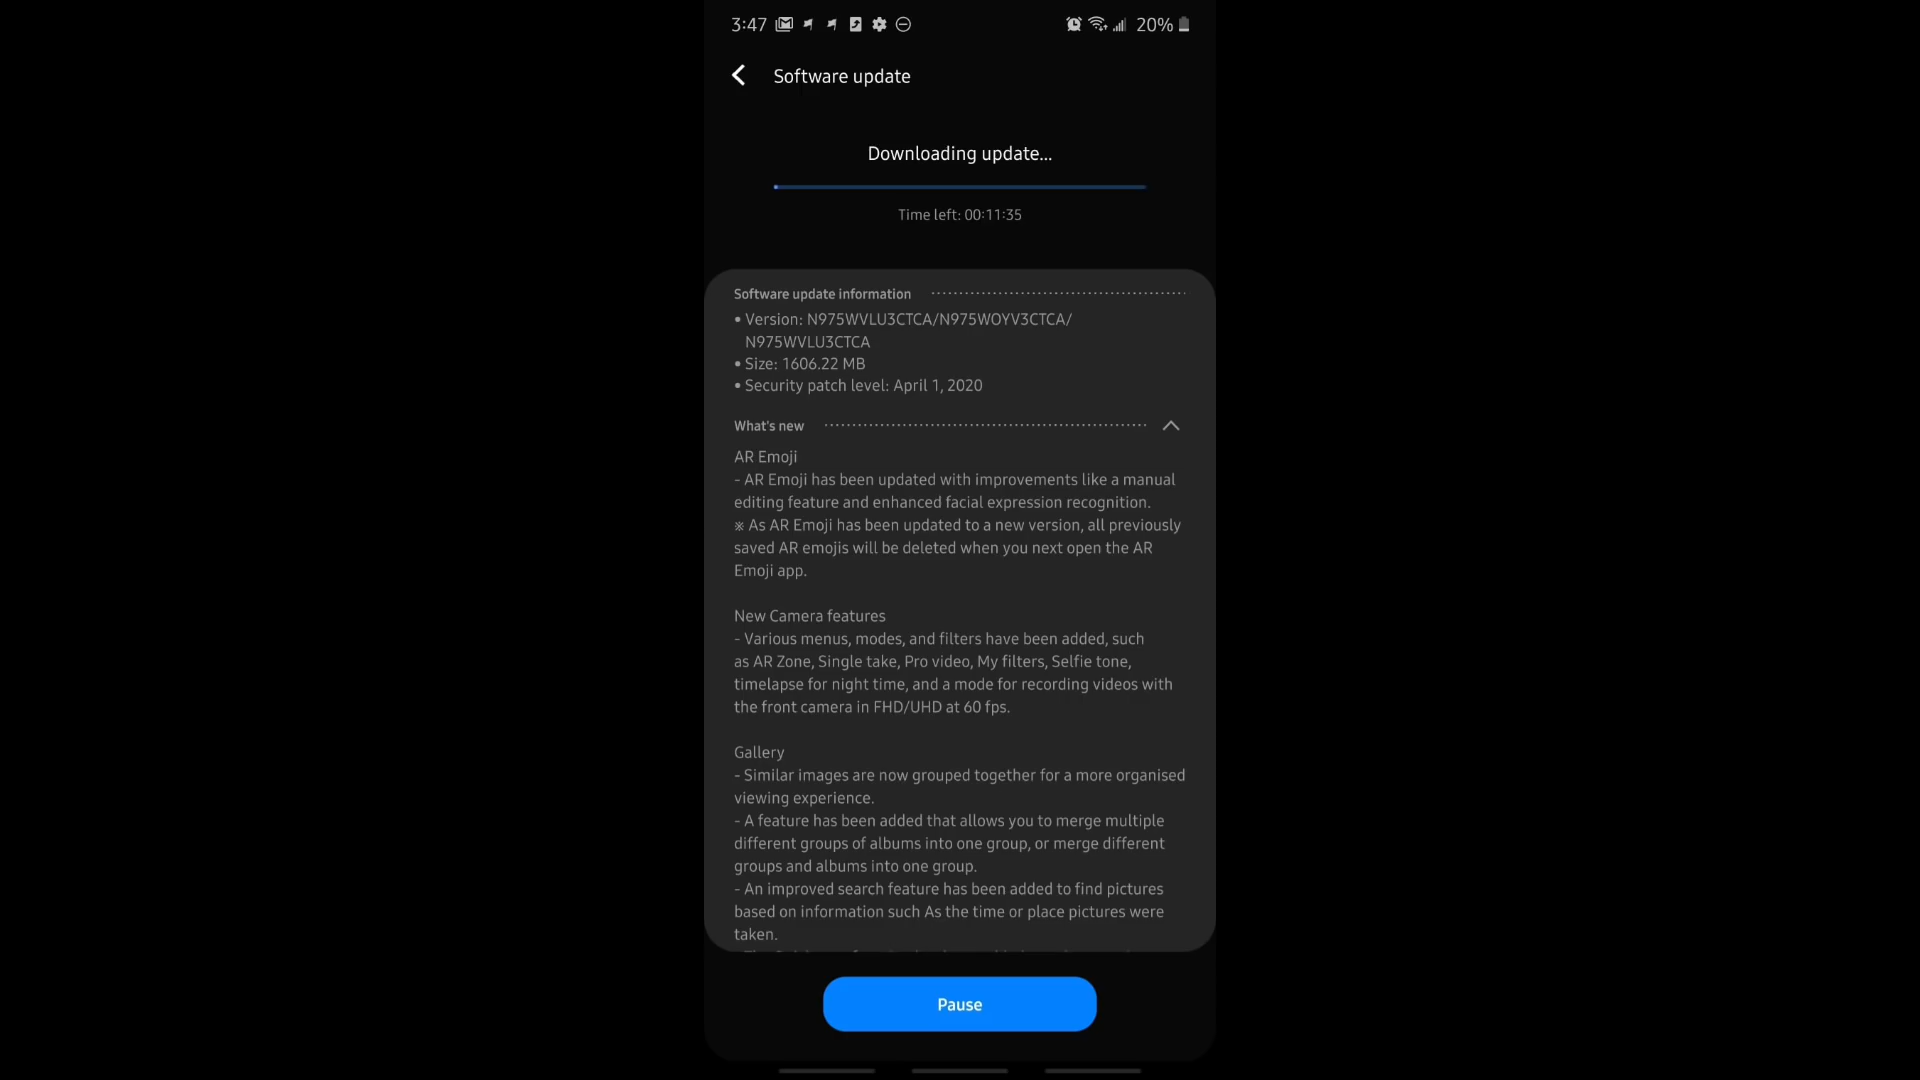 3:47
20%
Software update
Downloading update...
Time left: 00:11:35
Software update information
• Version: N975WVLU3CTCA/N975WOYV3CTCA/
N975WVLU3CTCA
• Size: 1606.22 MB
• Security patch level: April 1, 2020
What's new
AR Emoji
- AR Emoji has been updated with improvements like a manual
editing feature and enhanced facial expression recognition.
※ As AR Emoji has been updated to a new version, all previously
saved AR emojis will be deleted when you next open the AR
Emoji app.
New Camera features
- Various menus, modes, and filters have been added, such
as AR Zone, Single take, Pro video, My filters, Selfie tone,
timelapse for night time, and a mode for recording videos with
the front camera in FHD/UHD at 60 fps.
Gallery
- Similar images are now grouped together for a more organised
viewing experience.
- A feature has been added that allows you to merge multiple
different groups of albums into one group, or merge different
groups and albums into one group.
- An improved search feature has been added to find pictures
based on information such As the time or place pictures were
taken.
Pause